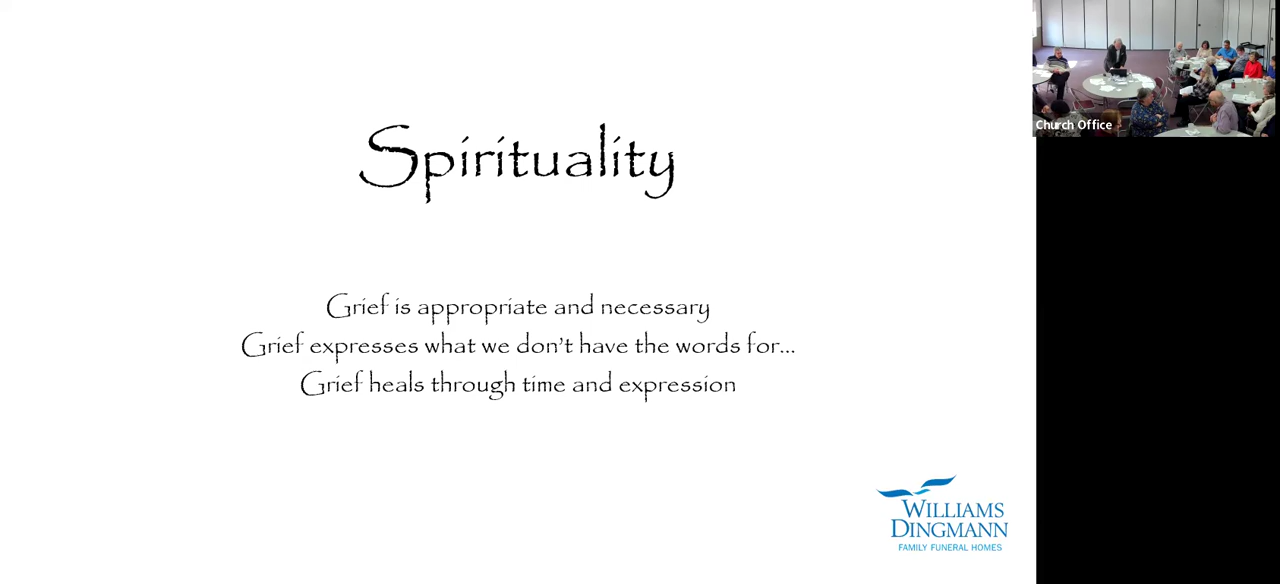 Spirituality
Grief is appropriate and necessary
Grief expresses what we don't have the words for...
Grief heals through time and expression
WILLIAMS
DINGMANN
FAMILY FUNERAL HOMES
Church Office